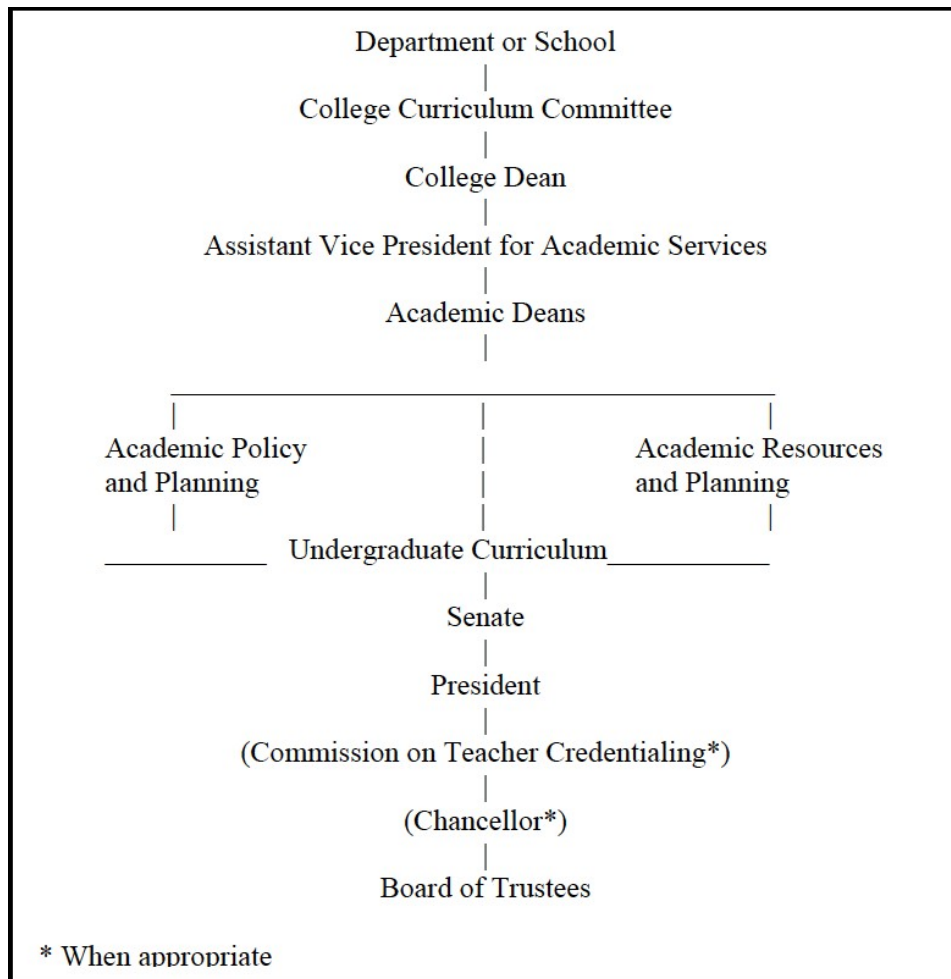 Department or School
College Curriculum Committee
College Dean
Assistant Vice President for Academic Services
Academic Deans
Academic Policy
and Planning
Academic Resources
and Planning
Undergraduate Curriculum
Senate
President
(Commission on Teacher Credentialing*)
(Chancellor*)
Board of Trustees
* When appropriate